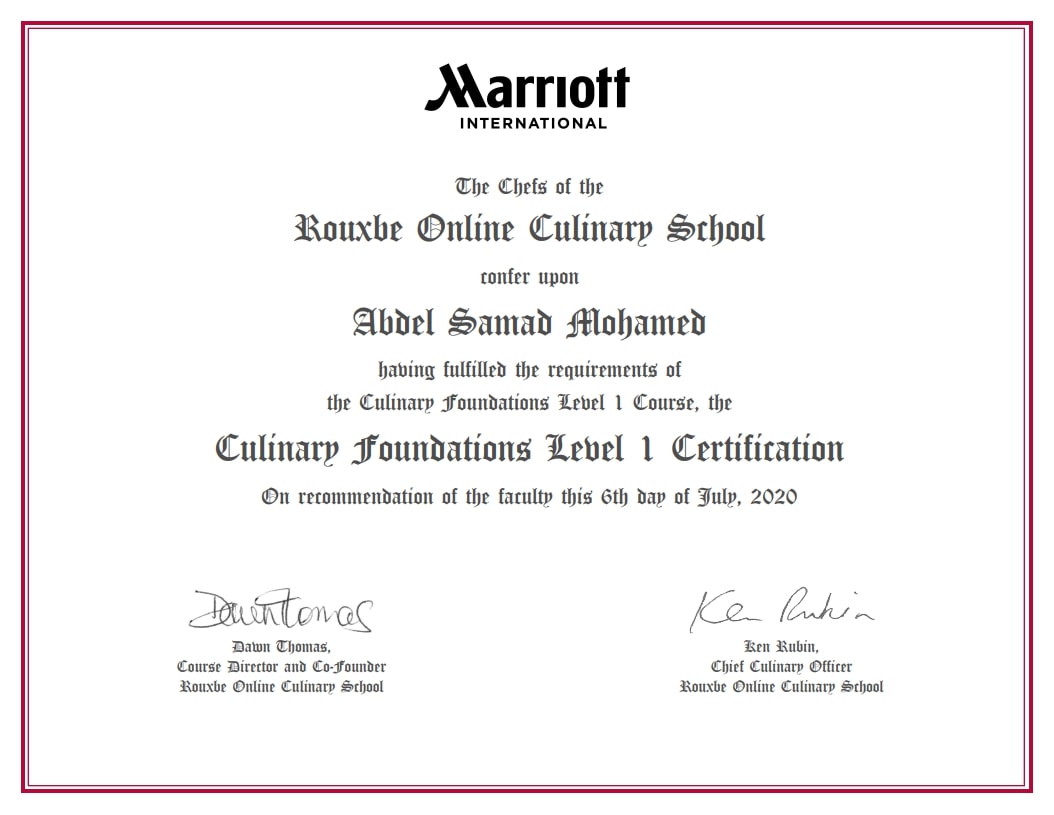 Marriott
INTERNATIONAL
The Chefs of the
Rouxbe Online Culinary School
confer upon
Abdel Samad Mohamed
having fulfilled the requirements of
the Culinary Foundations Level 1 Course, the
Culinary Foundations Level 1 Certification
On recommendation of the faculty this 6th day of July, 2020
Dawn Thomas
Dawn Thomas,
Course Director and Co-Founder
Rouxbe Online Culinary School
Ken Rubin
Ken Rubin,
Chief Culinary Officer
Rouxbe Online Culinary School